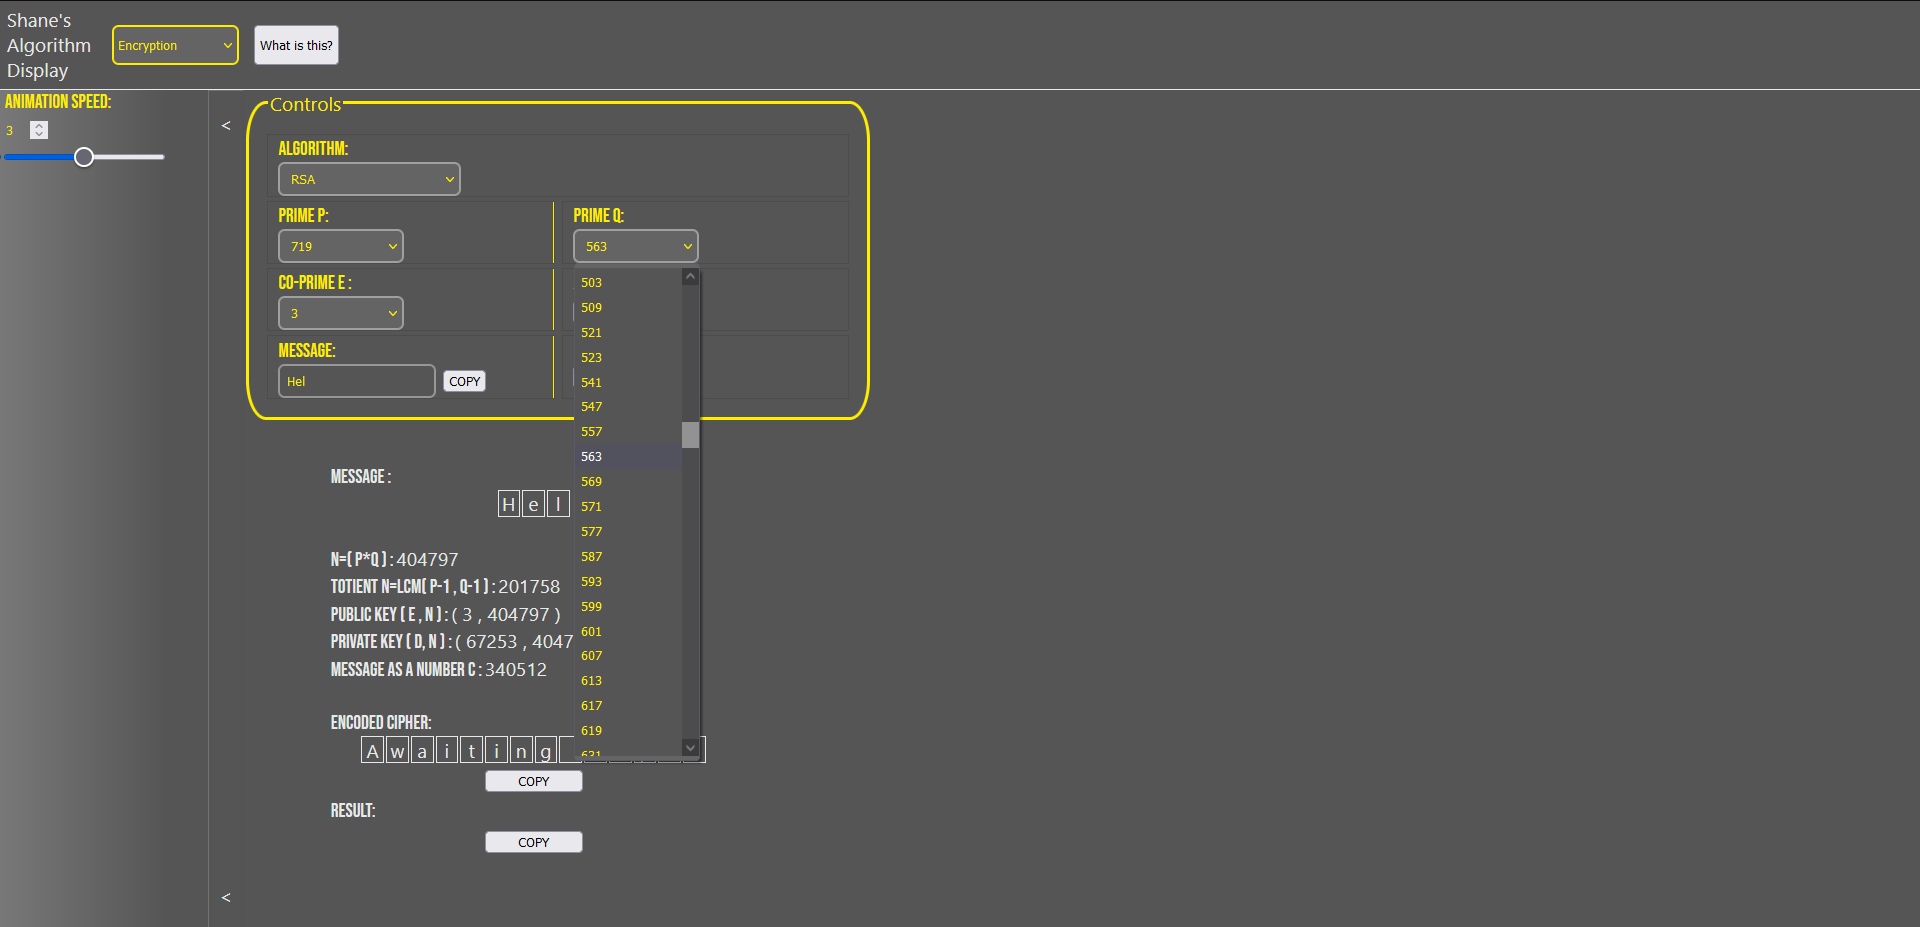 Shane's
Algorithm
Display
Encryption
What is this?
ANIMATION SPEED:
3
<
Controls
ALGORITHM:
RSA
PRIME P:
719
PRIME Q:
563
CO-PRIME E :
3
MESSAGE:
Hel
COPY
503
509
521
523
541
547
557
563
569
571
577
587
593
599
601
607
613
617
619
631
MESSAGE :
H e l
N=( P*Q ) : 404797
TOTIENT N=LCM( P-1 , Q-1 ) : 201758
PUBLIC KEY ( E , N ) : ( 3 , 404797 )
PRIVATE KEY ( D, N ) : ( 67253 , 4047
MESSAGE AS A NUMBER C : 340512
ENCODED CIPHER:
A w a i t i n g
COPY
RESULT:
COPY
<